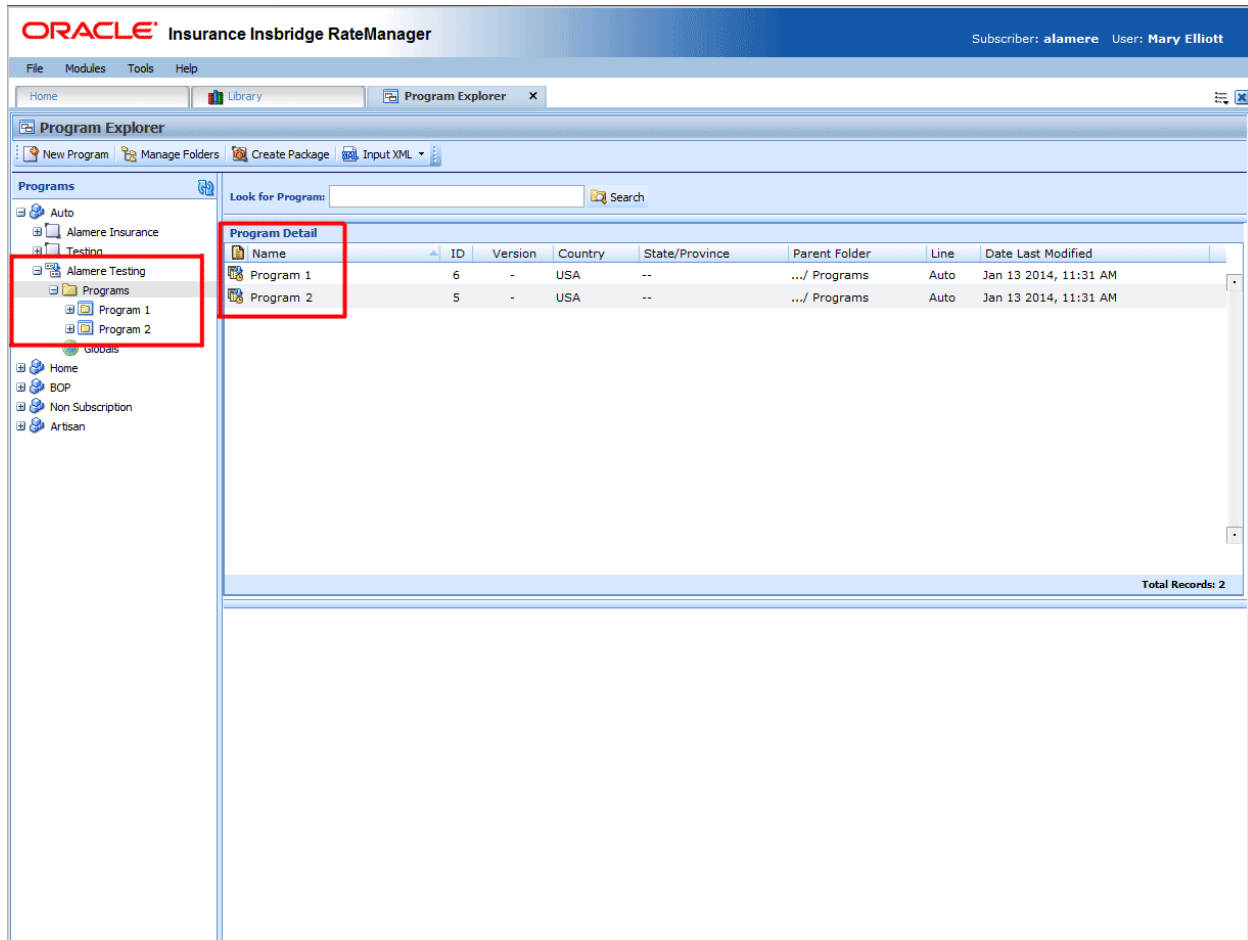 ORACLE Insurance Insbridge RateManager
Subscriber: alamere User: Mary Elliott
File Modules Tools Help
Home Library Program Explorer x
Program Explorer
New Program Manage Folders Create Package Input XML
Programs
Auto
Alamere Insurance
Testing
Alamere Testing
Programs
Program 1
Program 2
Globals
Home
BOP
Non Subscription
Artisan
Look for Program: Search
Program Detail
Name ID Version Country State/Province Parent Folder Line Date Last Modified
Program 1 6 - USA -- .../ Programs Auto Jan 13 2014, 11:31 AM
Program 2 5 - USA -- .../ Programs Auto Jan 13 2014, 11:31 AM
Total Records: 2